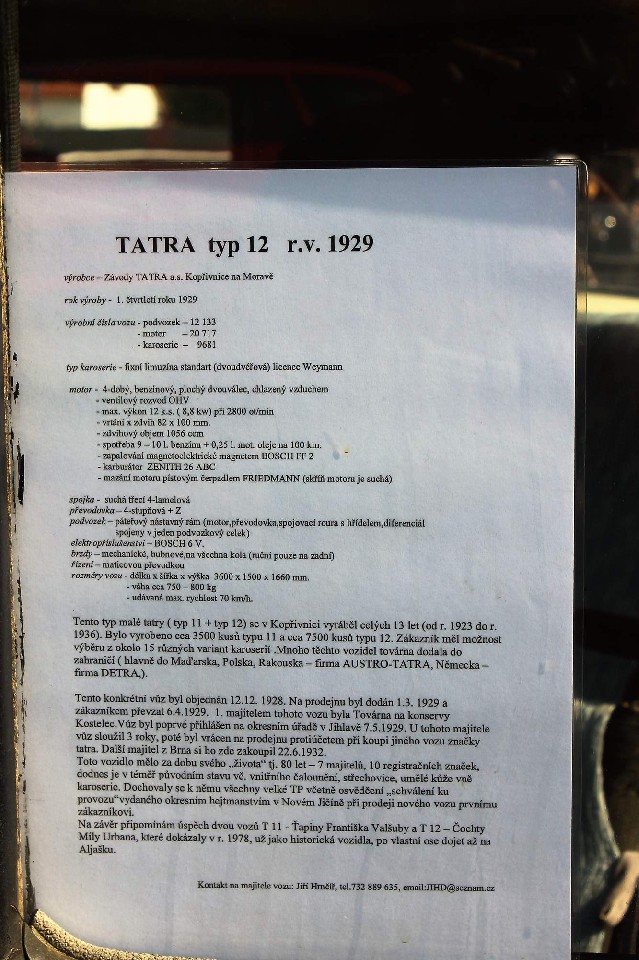 TATRA typ 12 r.v. 1929
výrobce – Závody TATRA a.s. Kopřivnice na Moravě
rok výroby - 1. čtvrtletí roku 1929
výrobní čísla vozu - podvozek – 12 133
- motor – 20 717
- karoserie – 9681
typ karoserie - fixní limuzína standart (dvoudvéřová) licence Weymann
motor - 4-dobý, benzinový, plochý dvouválec, chlazený vzduchem
- ventilový rozvod OHV
- max. výkon 12 k.s. ( 8,8 kw) při 2800 ot/min
- vrtání x zdvih 82 x 100 mm.
- zdvihový objem 1056 ccm
- spotřeba 9 – 10 l. benzinu + 0,25 l. mot. oleje na 100 km.
- zapalování magnetoelektrické magnetem BOSCH FF 2
- karburátor ZENITH 26 ABC
- mazání motoru pístovým čerpadlem FRIEDMANN (skříň motoru je suchá)
spojka - suchá třecí 4-lamelová
převodovka – 4-stupňová + Z
podvozek – páteřový nástavný rám (motor,převodovka,spojovací roura s hřídelem,diferenciál
spojeny v jeden podvozkový celek)
elektropříslušenství – BOSCH 6 V.
brzdy – mechanické, bubnové,na všechna kola (ruční pouze na zadní)
řízení – maticovou převodkou
rozměry vozu - délka x šířka x výška 3600 x 1500 x 1660 mm.
- váha cca 750 – 800 kg
- udávaná max. rychlost 70 km/h.
Tento typ malé tatry ( typ 11 + typ 12) se v Kopřivnici vyráběl celých 13 let (od r. 1923 do r.
1936). Bylo vyrobeno cca 3500 kusů typu 11 a cca 7500 kusů typu 12. Zákazník měl možnost
výběru z okolo 15 různých variant karoserií .Mnoho těchto vozidel továrna dodala do
zahraničí ( hlavně do Maďarska, Polska, Rakouska – firma AUSTRO-TATRA, Německa –
firma DETRA,).
Tento konkrétní vůz byl objednán 12.12. 1928. Na prodejnu byl dodán 1.3. 1929 a
zákazníkem převzat 6.4.1929. 1. majitelem tohoto vozu byla Továrna na konservy
Kostelec.Vůz byl poprvé přihlášen na okresním úřadě v Jihlavě 7.5.1929. U tohoto majitele
vůz sloužil 3 roky, poté byl vrácen na prodejnu protiúčtem při koupi jiného vozu značky
tatra. Další majitel z Brna si ho zde zakoupil 22.6.1932.
Toto vozidlo mělo za dobu svého „života“ tj. 80 let – 7 majitelů, 10 registračních značek,
dodnes je v téměř původním stavu vč. vnitřního čalounění, střechovice, umělé kůže vně
karoserie. Dochovaly se k němu všechny velké TP včetně osvědčení „schválení ku
provozu“vydaného okresním hejtmanstvím v Novém Jičíně při prodeji nového vozu prvnímu
zákazníkovi.
Na závěr připomínám úspěch dvou vozů T 11 - Ťapiny Františka Valšuby a T 12 – Čochty
Míly Urbana, které dokázaly v r. 1978, už jako historická vozidla, po vlastní ose dojet až na
Aljašku.
Kontakt na majitele vozu: Jiří Hrnčíř, tel.732 889 635, email:JIHD@seznam.cz